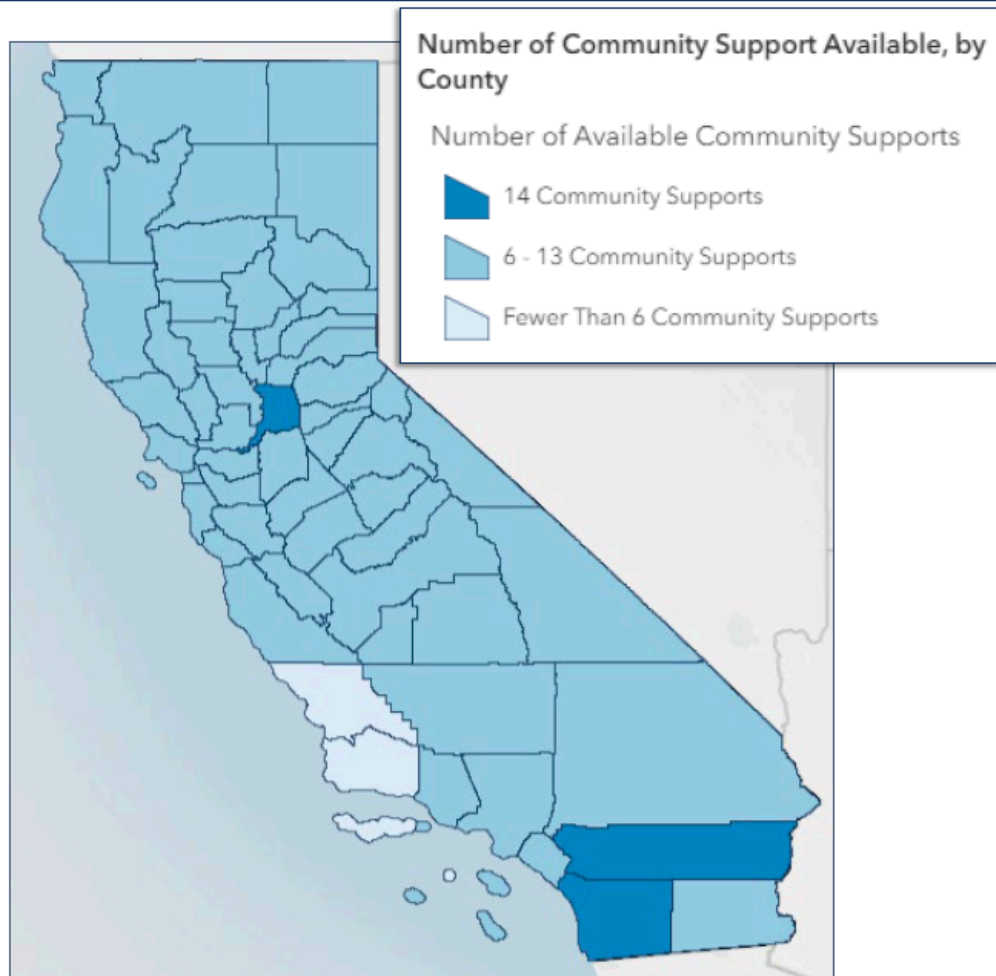 Number of Community Support Available, by
County
Number of Available Community Supports
14 Community Supports
6 - 13 Community Supports
Fewer Than 6 Community Supports